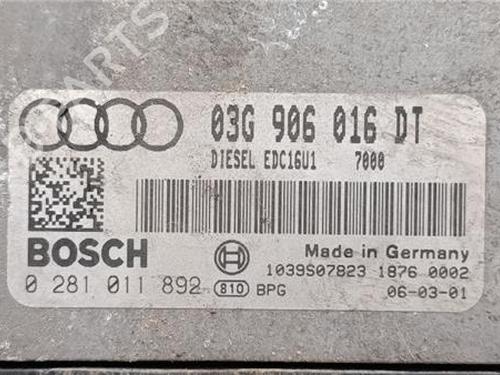 PARTS
03G 906 016 DT
DIESEL EDC16U1 7000
BOSCH
Made in Germany
1039S07823 1876 0002
0 281 011 892 810 BPG 06-03-01